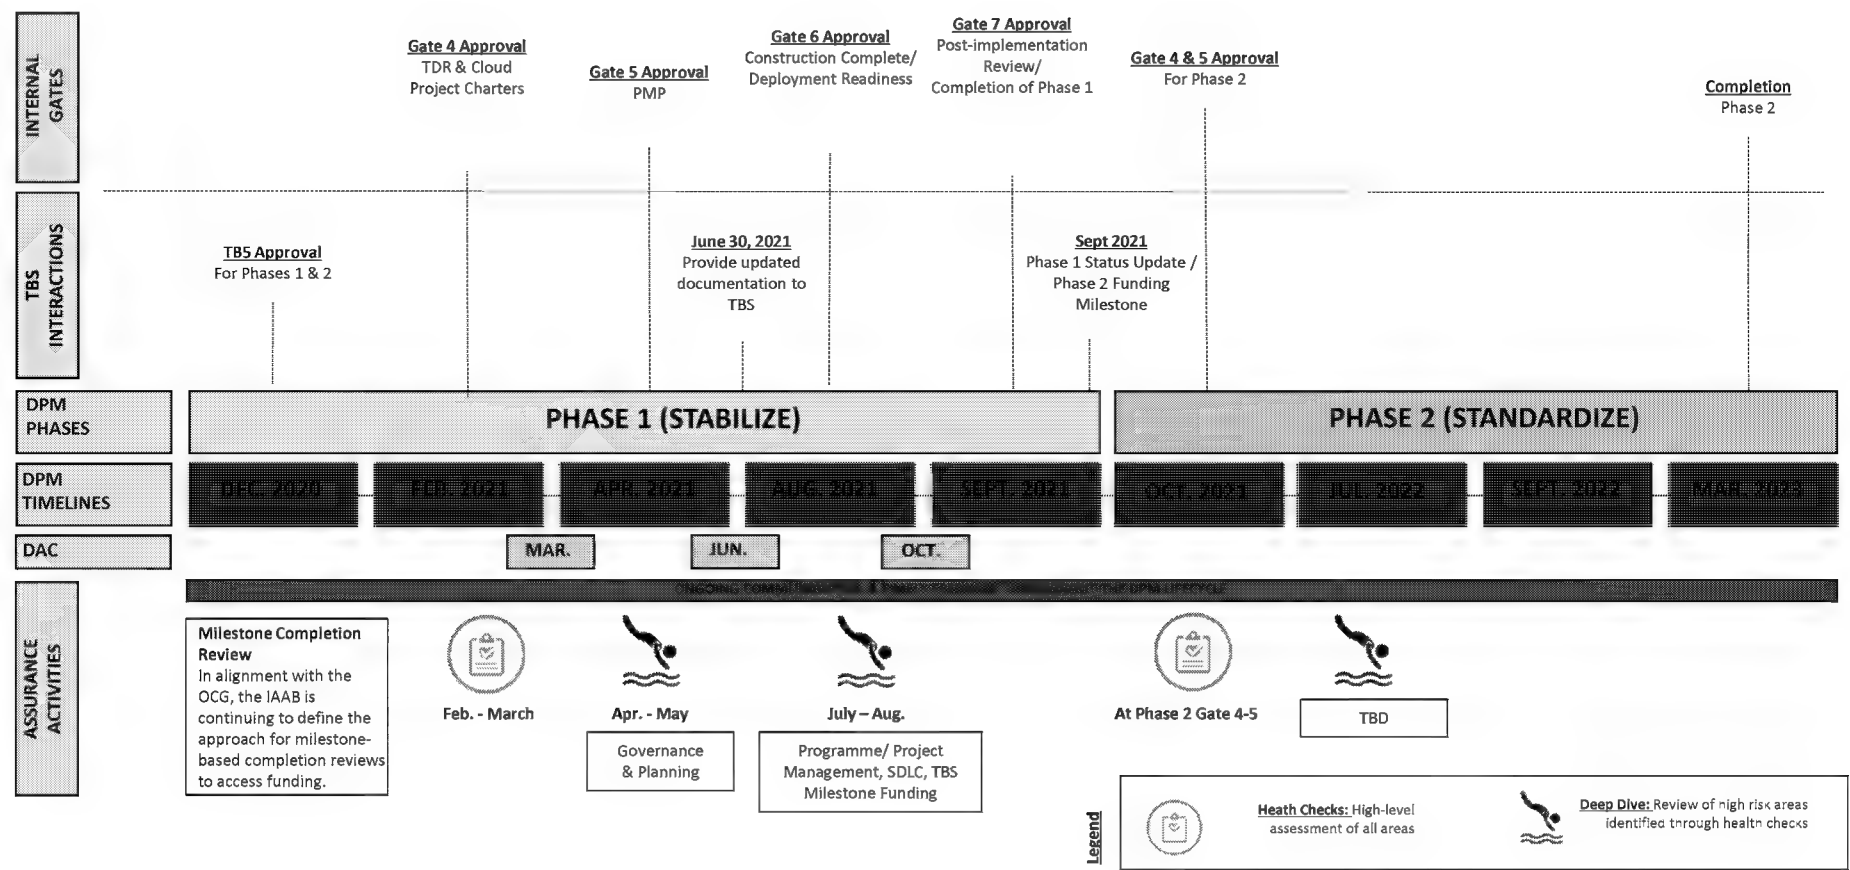 INTERNAL
GATES
Gate 4 Approval
TDR & Cloud
Project Charters
Gate 5 Approval
PMP
Gate 6 Approval
Construction Complete/
Deployment Readiness
Gate 7 Approval
Post-implementation
Review/
Completion of Phase 1
Gate 4 & 5 Approval
For Phase 2
Completion
Phase 2
TBS
INTERACTIONS
TBS Approval
For Phases 1 & 2
June 30, 2021
Provide updated
documentation to
TBS
Sept 2021
Phase 1 Status Update /
Phase 2 Funding
Milestone
DPM
PHASES
PHASE 1 (STABILIZE)
PHASE 2 (STANDARDIZE)
DPM
TIMELINES
DEC. 2020
FEB. 2021
APR. 2021
AUG. 2021
SEPT. 2021
OCT. 2021
JUL. 2022
SEPT. 2022
MAR. 2023
DAC
MAR.
JUN.
OCT.
ONGOING THE DPM LIFECYCLE
ASSURANCE
ACTIVITIES
Milestone Completion
Review
In alignment with the
OCG, the IAAB is
continuing to define the
approach for milestone-
based completion reviews
to access funding.
Feb. - March
Apr. - May
Governance
& Planning
July – Aug.
Programme/ Project
Management, SDLC, TBS
Milestone Funding
At Phase 2 Gate 4-5
TBD
Legend
Heath Checks: High-level
assessment of all areas
Deep Dive: Review of high risk areas
identified through health checks